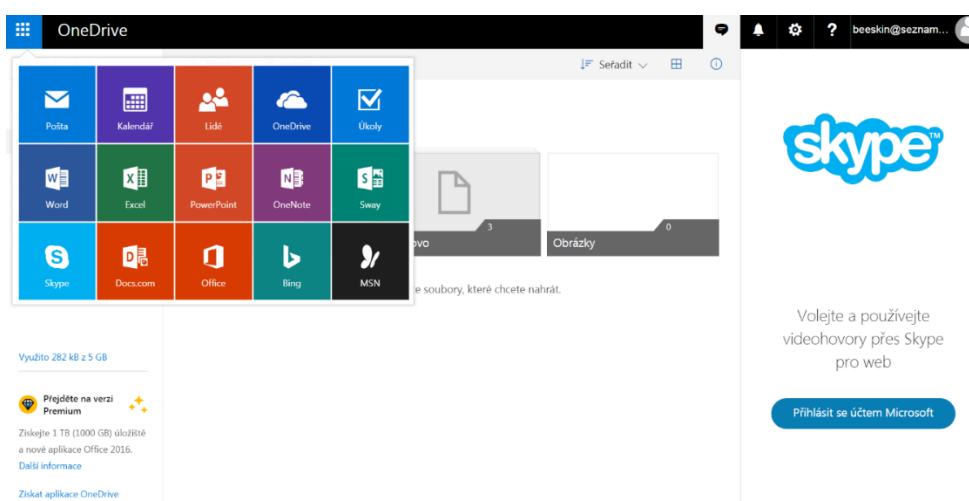 OneDrive
?
beeskin@seznam...
Seřadit
Pošta
Kalendář
Lidé
OneDrive
Úkoly
Word
Excel
PowerPoint
OneNote
Sway
Skype
Docs.com
Office
Bing
MSN
3
ovo
0
Obrázky
e soubory, které chcete nahrát.
Využito 282 kB z 5 GB
Přejděte na verzi
Premium
Získejte 1 TB (1000 GB) úložiště
a nové aplikace Office 2016.
Další informace
Získat aplikace OneDrive
skype™
Volejte a používejte
videohovory přes Skype
pro web
Přihlásit se účtem Microsoft